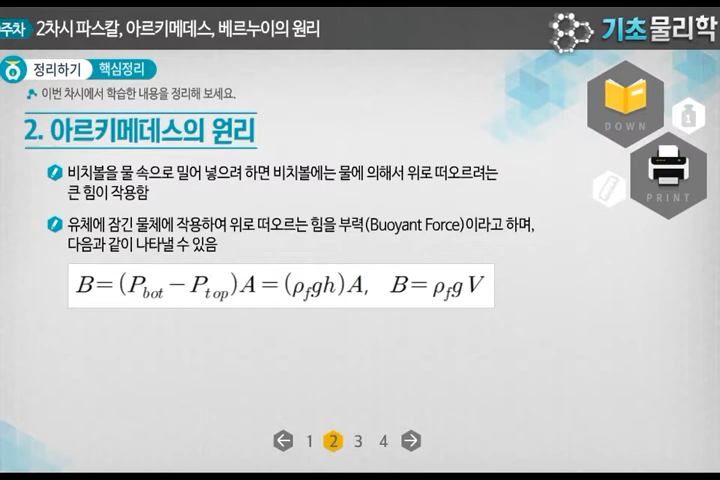 주차 2차시 파스칼, 아르키메데스, 베르누이의 원리
기초물리학
정리하기 핵심정리
이번 차시에서 학습한 내용을 정리해 보세요.
DOWN
1
PRINT
2. 아르키메데스의 원리
비치볼을 물 속으로 밀어 넣으려 하면 비치볼에는 물에 의해서 위로 떠오르려는
큰 힘이 작용함
유체에 잠긴 물체에 작용하여 위로 떠오르는 힘을 부력(Buoyant Force)이라고 하며,
다음과 같이 나타낼 수 있음
B = (P_bot − P_top)A = (ρ_f gh)A, B = ρ_f g V
1 2 3 4